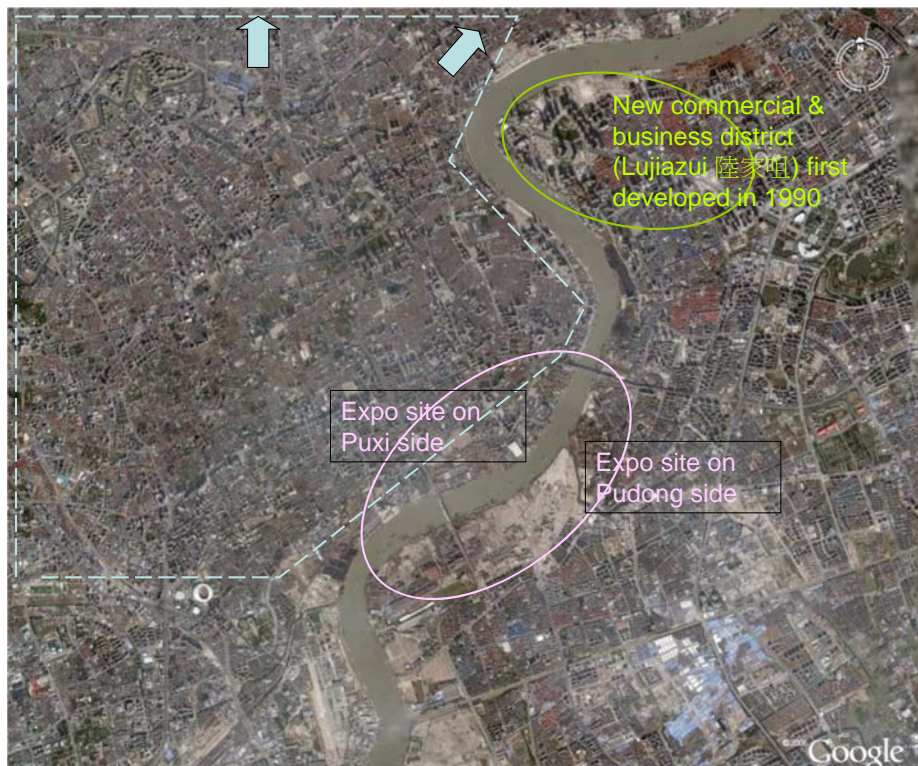 New commercial &
business district
(Lujiazui 陸家咀) first
developed in 1990
Expo site on
Puxi side
Expo site on
Pudong side
N
Google